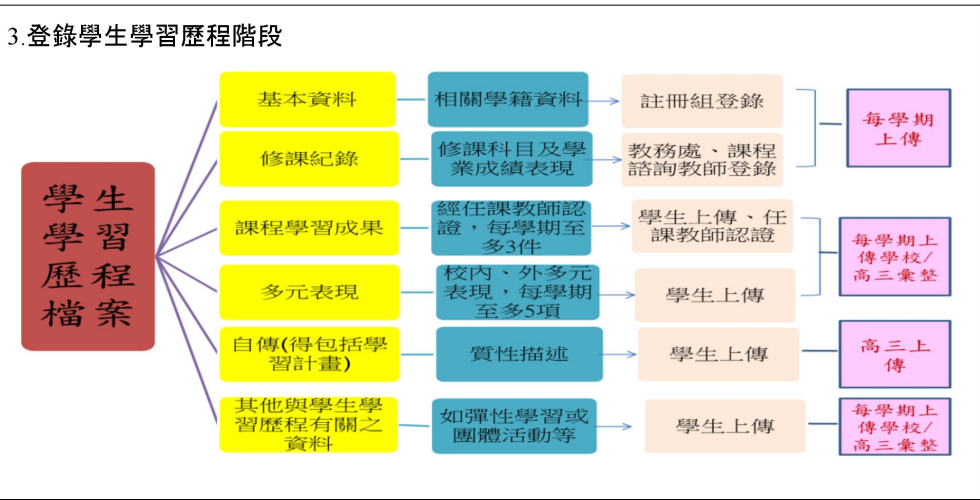 3.登錄學生學習歷程階段
學生
學習
歷程
檔案
基本資料
相關學籍資料
註冊組登錄
每學期
上傳
修課紀錄
修課科目及學
業成績表現
教務處、課程
諮詢教師登錄
課程學習成果
經任課教師認
證，每學期至
多3件
學生上傳、任
課教師認證
每學期上
傳學校/
高三彙整
多元表現
校內、外多元
表現，每學期
至多5項
學生上傳
自傳(得包括學
習計畫)
質性描述
學生上傳
高三上
傳
其他與學生學
習歷程有關之
資料
如彈性學習或
團體活動等
學生上傳
每學期上
傳學校/
高三彙整